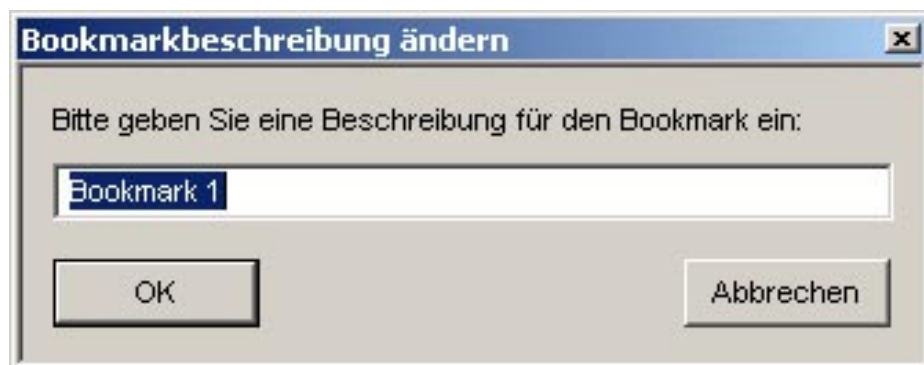 Bookmarkbeschreibung ändern
Bitte geben Sie eine Beschreibung für den Bookmark ein:
Bookmark 1
OK
Abbrechen